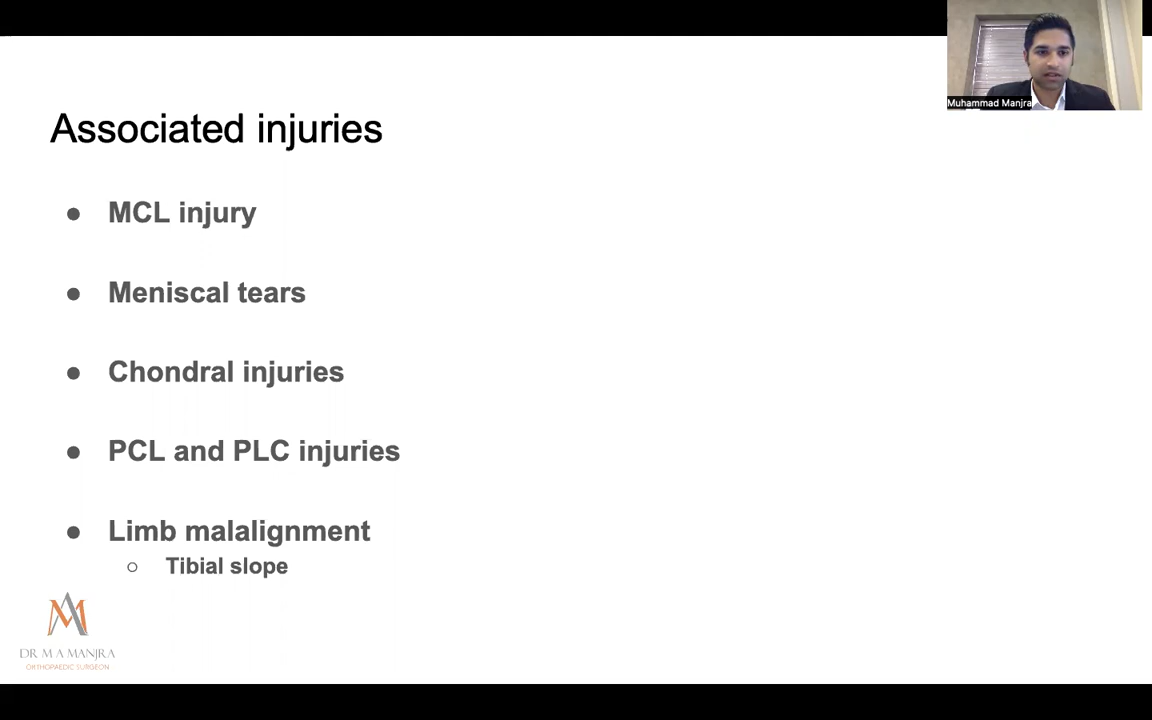 Muhammad Manjra
Associated injuries
● MCL injury
● Meniscal tears
● Chondral injuries
● PCL and PLC injuries
● Limb malalignment
○ Tibial slope
DR M A MANJRA
ORTHOPAEDIC SURGEON